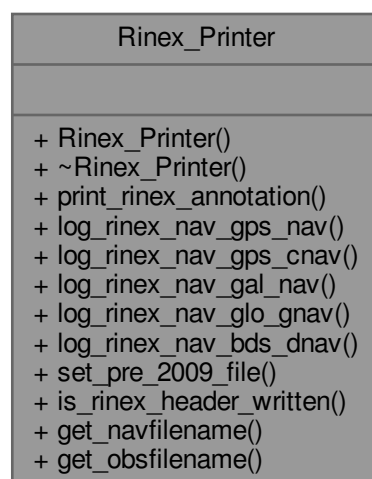 Rinex_Printer
+ Rinex_Printer()
+ ~Rinex_Printer()
+ print_rinex_annotation()
+ log_rinex_nav_gps_nav()
+ log_rinex_nav_gps_cnav()
+ log_rinex_nav_gal_nav()
+ log_rinex_nav_glo_gnav()
+ log_rinex_nav_bds_dnav()
+ set_pre_2009_file()
+ is_rinex_header_written()
+ get_navfilename()
+ get_obsfilename()